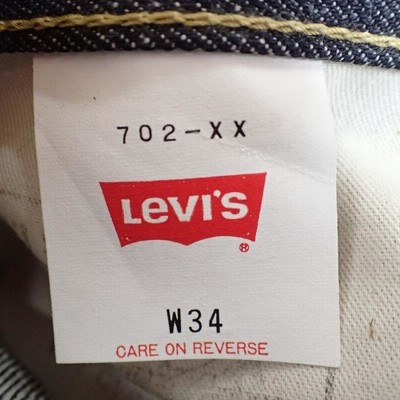 702-XX
LEVI'S
®
W34
CARE ON REVERSE